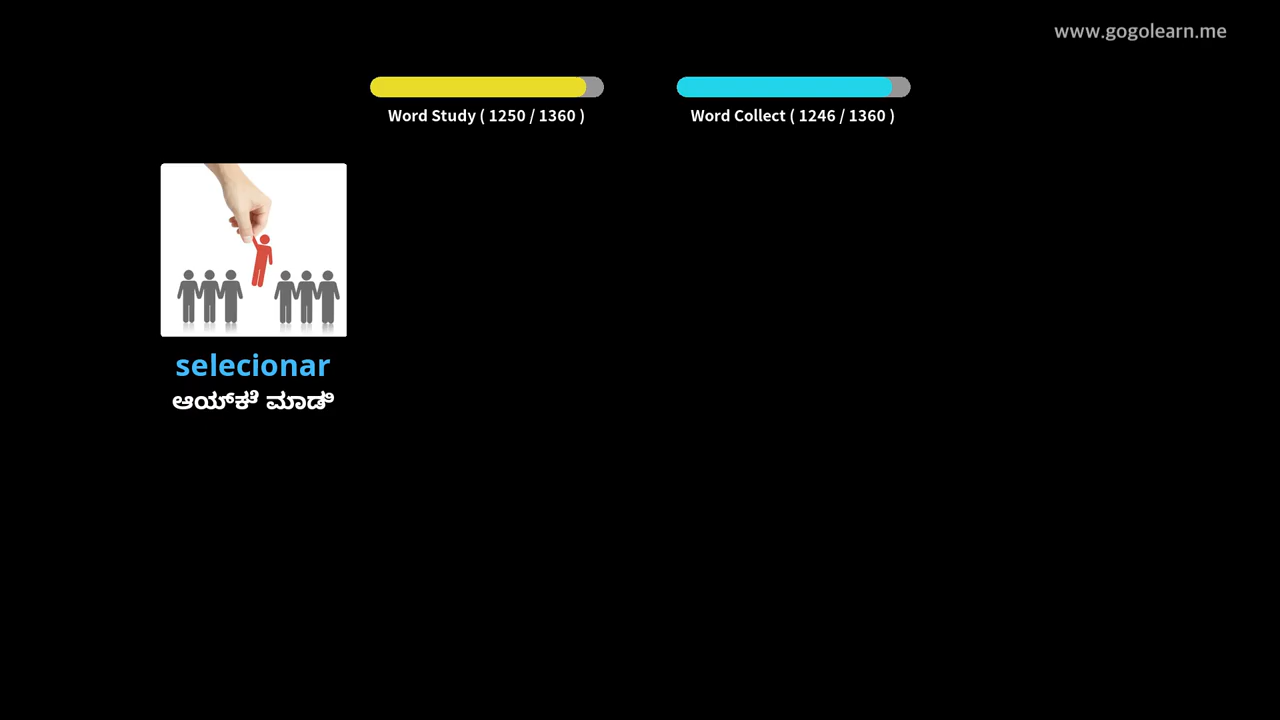 www.gogolearn.me
Word Study ( 1250 / 1360 )
Word Collect ( 1246 / 1360 )
selecionar
ಆಯ್ಕೆ ಮಾಡಿ